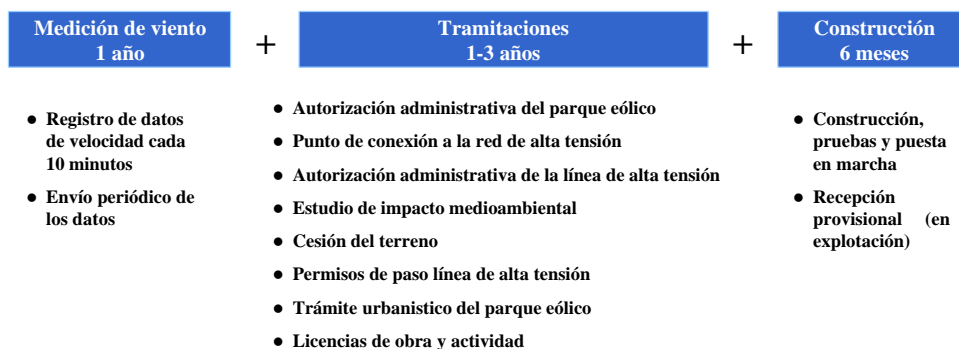 Medición de viento
1 año
+
Tramitaciones
1-3 años
+
Construcción
6 meses
● Registro de datos
de velocidad cada
10 minutos
● Envío periódico de
los datos
● Autorización administrativa del parque eólico
● Punto de conexión a la red de alta tensión
● Autorización administrativa de la línea de alta tensión
● Estudio de impacto medioambiental
● Cesión del terreno
● Permisos de paso línea de alta tensión
● Trámite urbanistico del parque eólico
● Licencias de obra y actividad
● Construcción,
pruebas y puesta
en marcha
● Recepción
provisional (en
explotación)